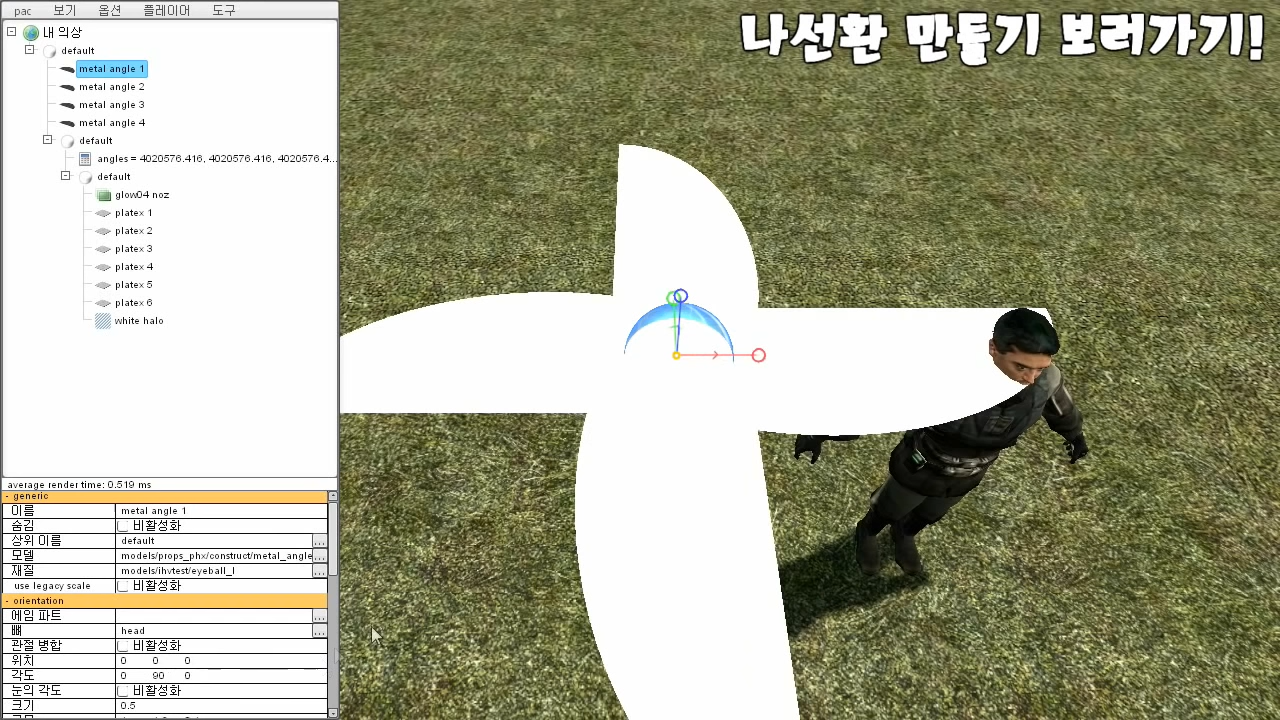 pac 보기 옵션 플레이어 도구
나선환 만들기 보러가기!
내 의상
default
metal angle 1
metal angle 2
metal angle 3
metal angle 4
default
angles = 4020576.416, 4020576.416, 4020576.4...
default
glow04 noz
platex 1
platex 2
platex 3
platex 4
platex 5
platex 6
white halo
average render time: 0.519 ms
- generic
이름 metal angle 1
숨김 비활성화
상위 이름 default ...
모델 models/props_phx/construct/metal_angle ...
재질 models/ihvtest/eyeball_l ...
use legacy scale 비활성화
- orientation
에임 파트 ...
뼈 head ...
관절 병합 비활성화
위치 0 0 0
각도 0 90 0
눈의 각도 비활성화
크기 0.5